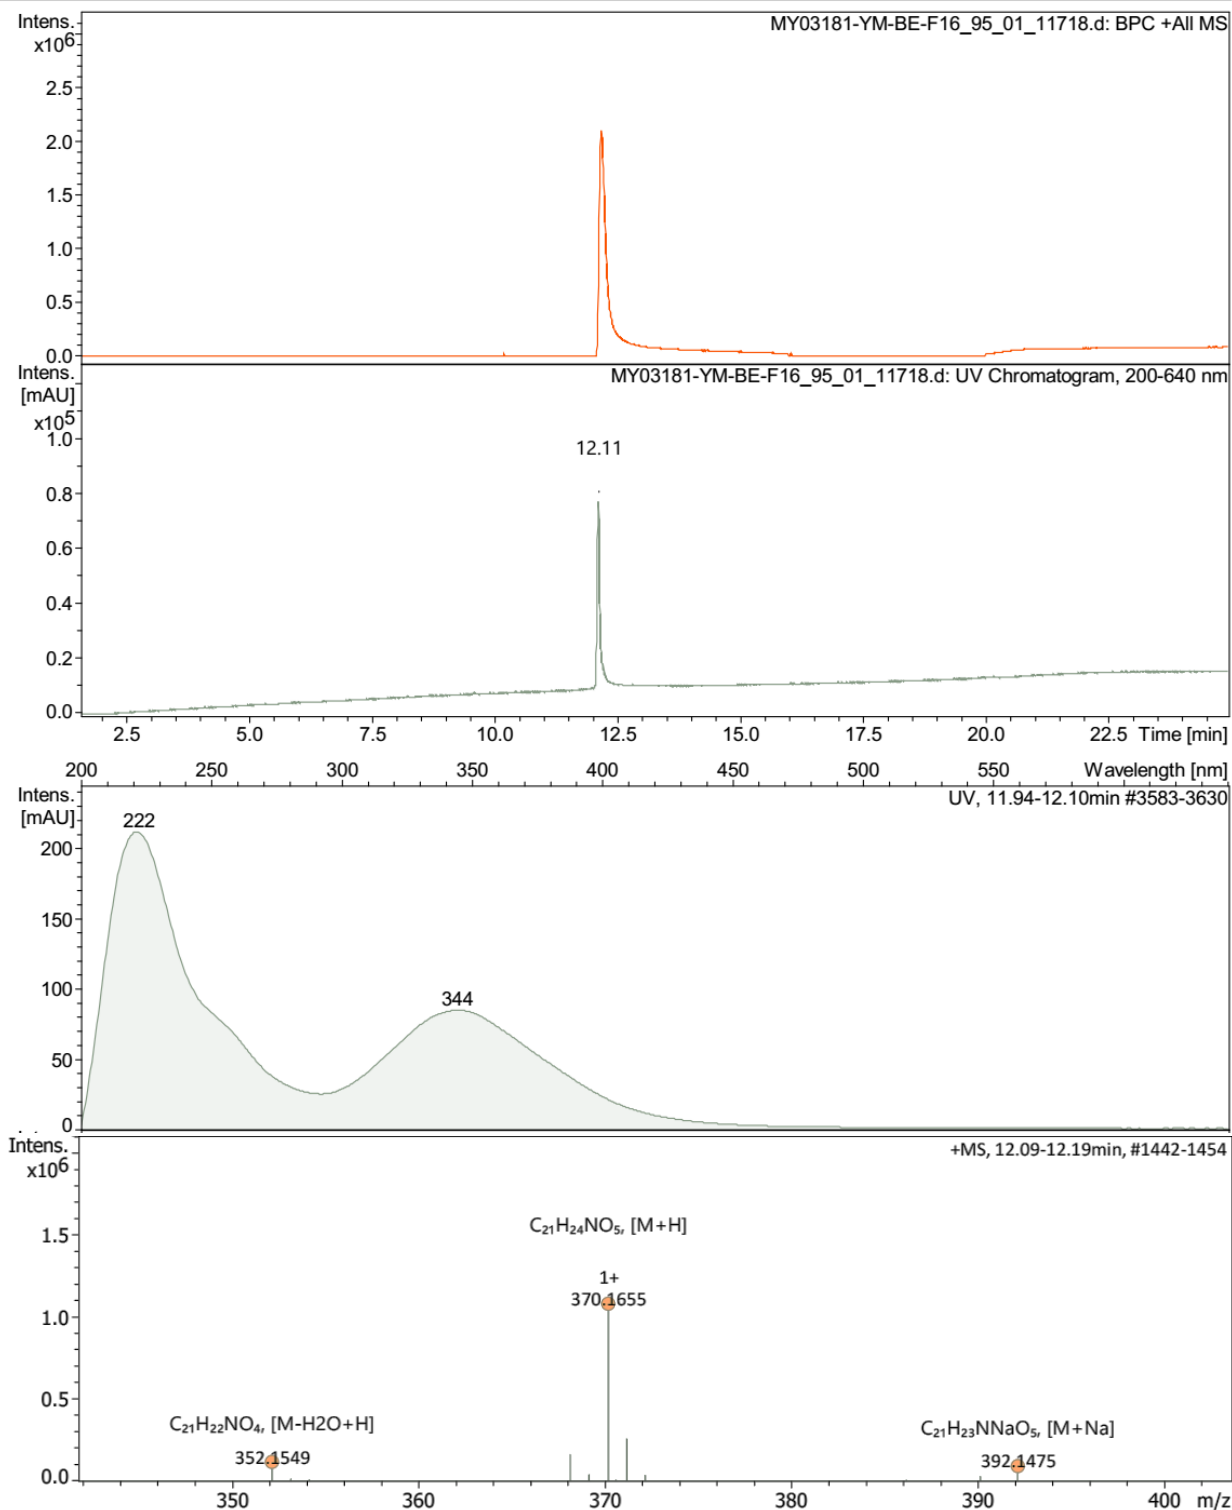 Intens.
x10⁶
MY03181-YM-BE-F16_95_01_11718.d: BPC +All MS
2.5
2.0
1.5
1.0
0.5
0.0
Intens.
[mAU]
x10⁵
MY03181-YM-BE-F16_95_01_11718.d: UV Chromatogram, 200-640 nm
1.0
12.11
0.8
0.6
0.4
0.2
0.0
2.5 5.0 7.5 10.0 12.5 15.0 17.5 20.0 22.5 Time [min]
200 250 300 350 400 450 500 550 Wavelength [nm]
Intens.
[mAU]
UV, 11.94-12.10min #3583-3630
222
200
150
100
344
50
0
Intens.
x10⁶
+MS, 12.09-12.19min, #1442-1454
C₂₁H₂₄NO₅, [M+H]
1.5
1+
370.1655
1.0
0.5
C₂₁H₂₂NO₄, [M-H2O+H]
352.1549
C₂₁H₂₃NNaO₅, [M+Na]
392.1475
0.0
350 360 370 380 390 400 m/z